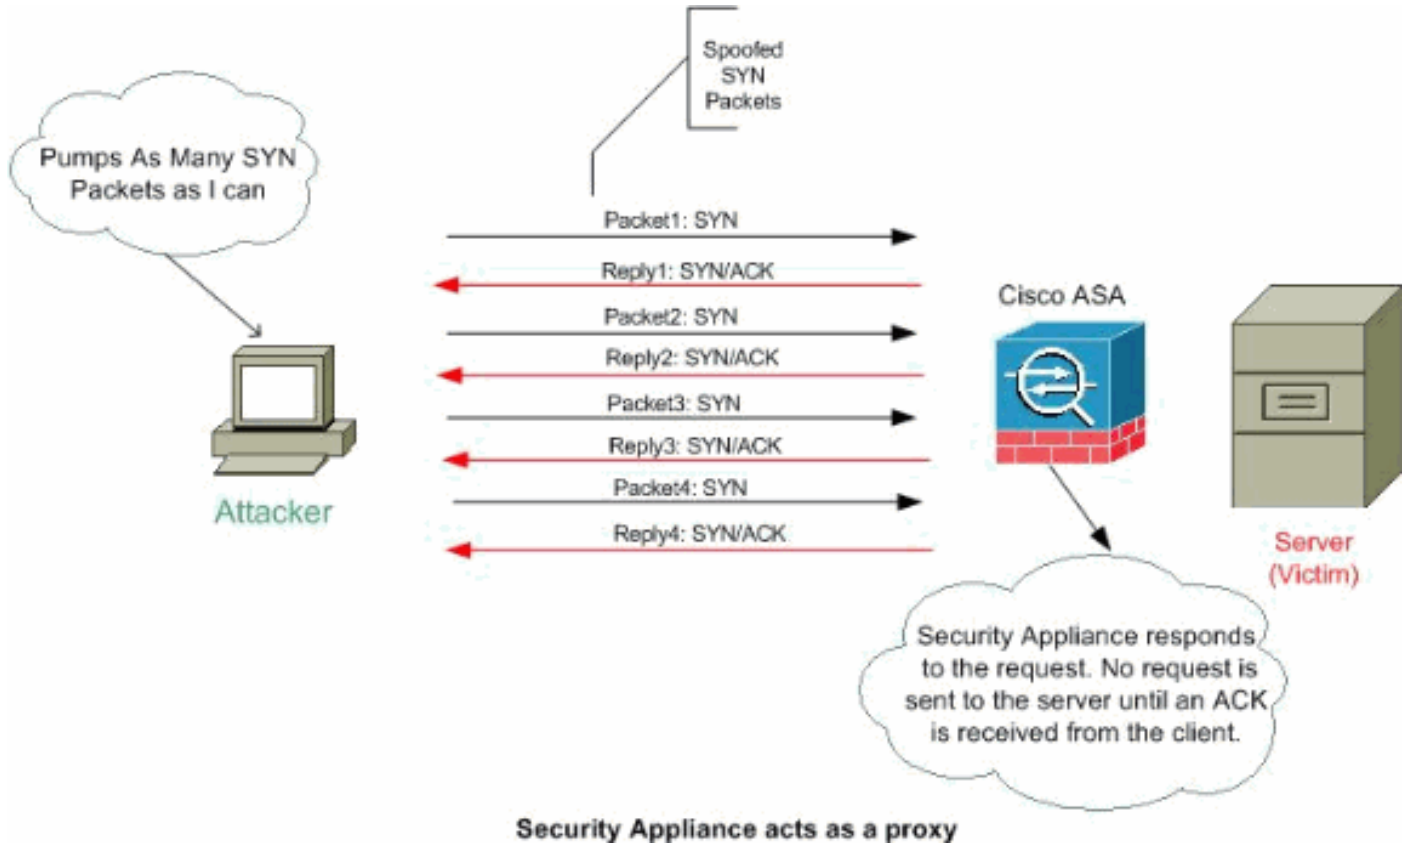 Spoofed
SYN
Packets
Pumps As Many SYN
Packets as I can
Packet1: SYN
Reply1: SYN/ACK
Packet2: SYN
Reply2: SYN/ACK
Packet3: SYN
Reply3: SYN/ACK
Packet4: SYN
Reply4: SYN/ACK
Attacker
Cisco ASA
Server
(Victim)
Security Appliance responds
to the request. No request is
sent to the server until an ACK
is received from the client.
Security Appliance acts as a proxy